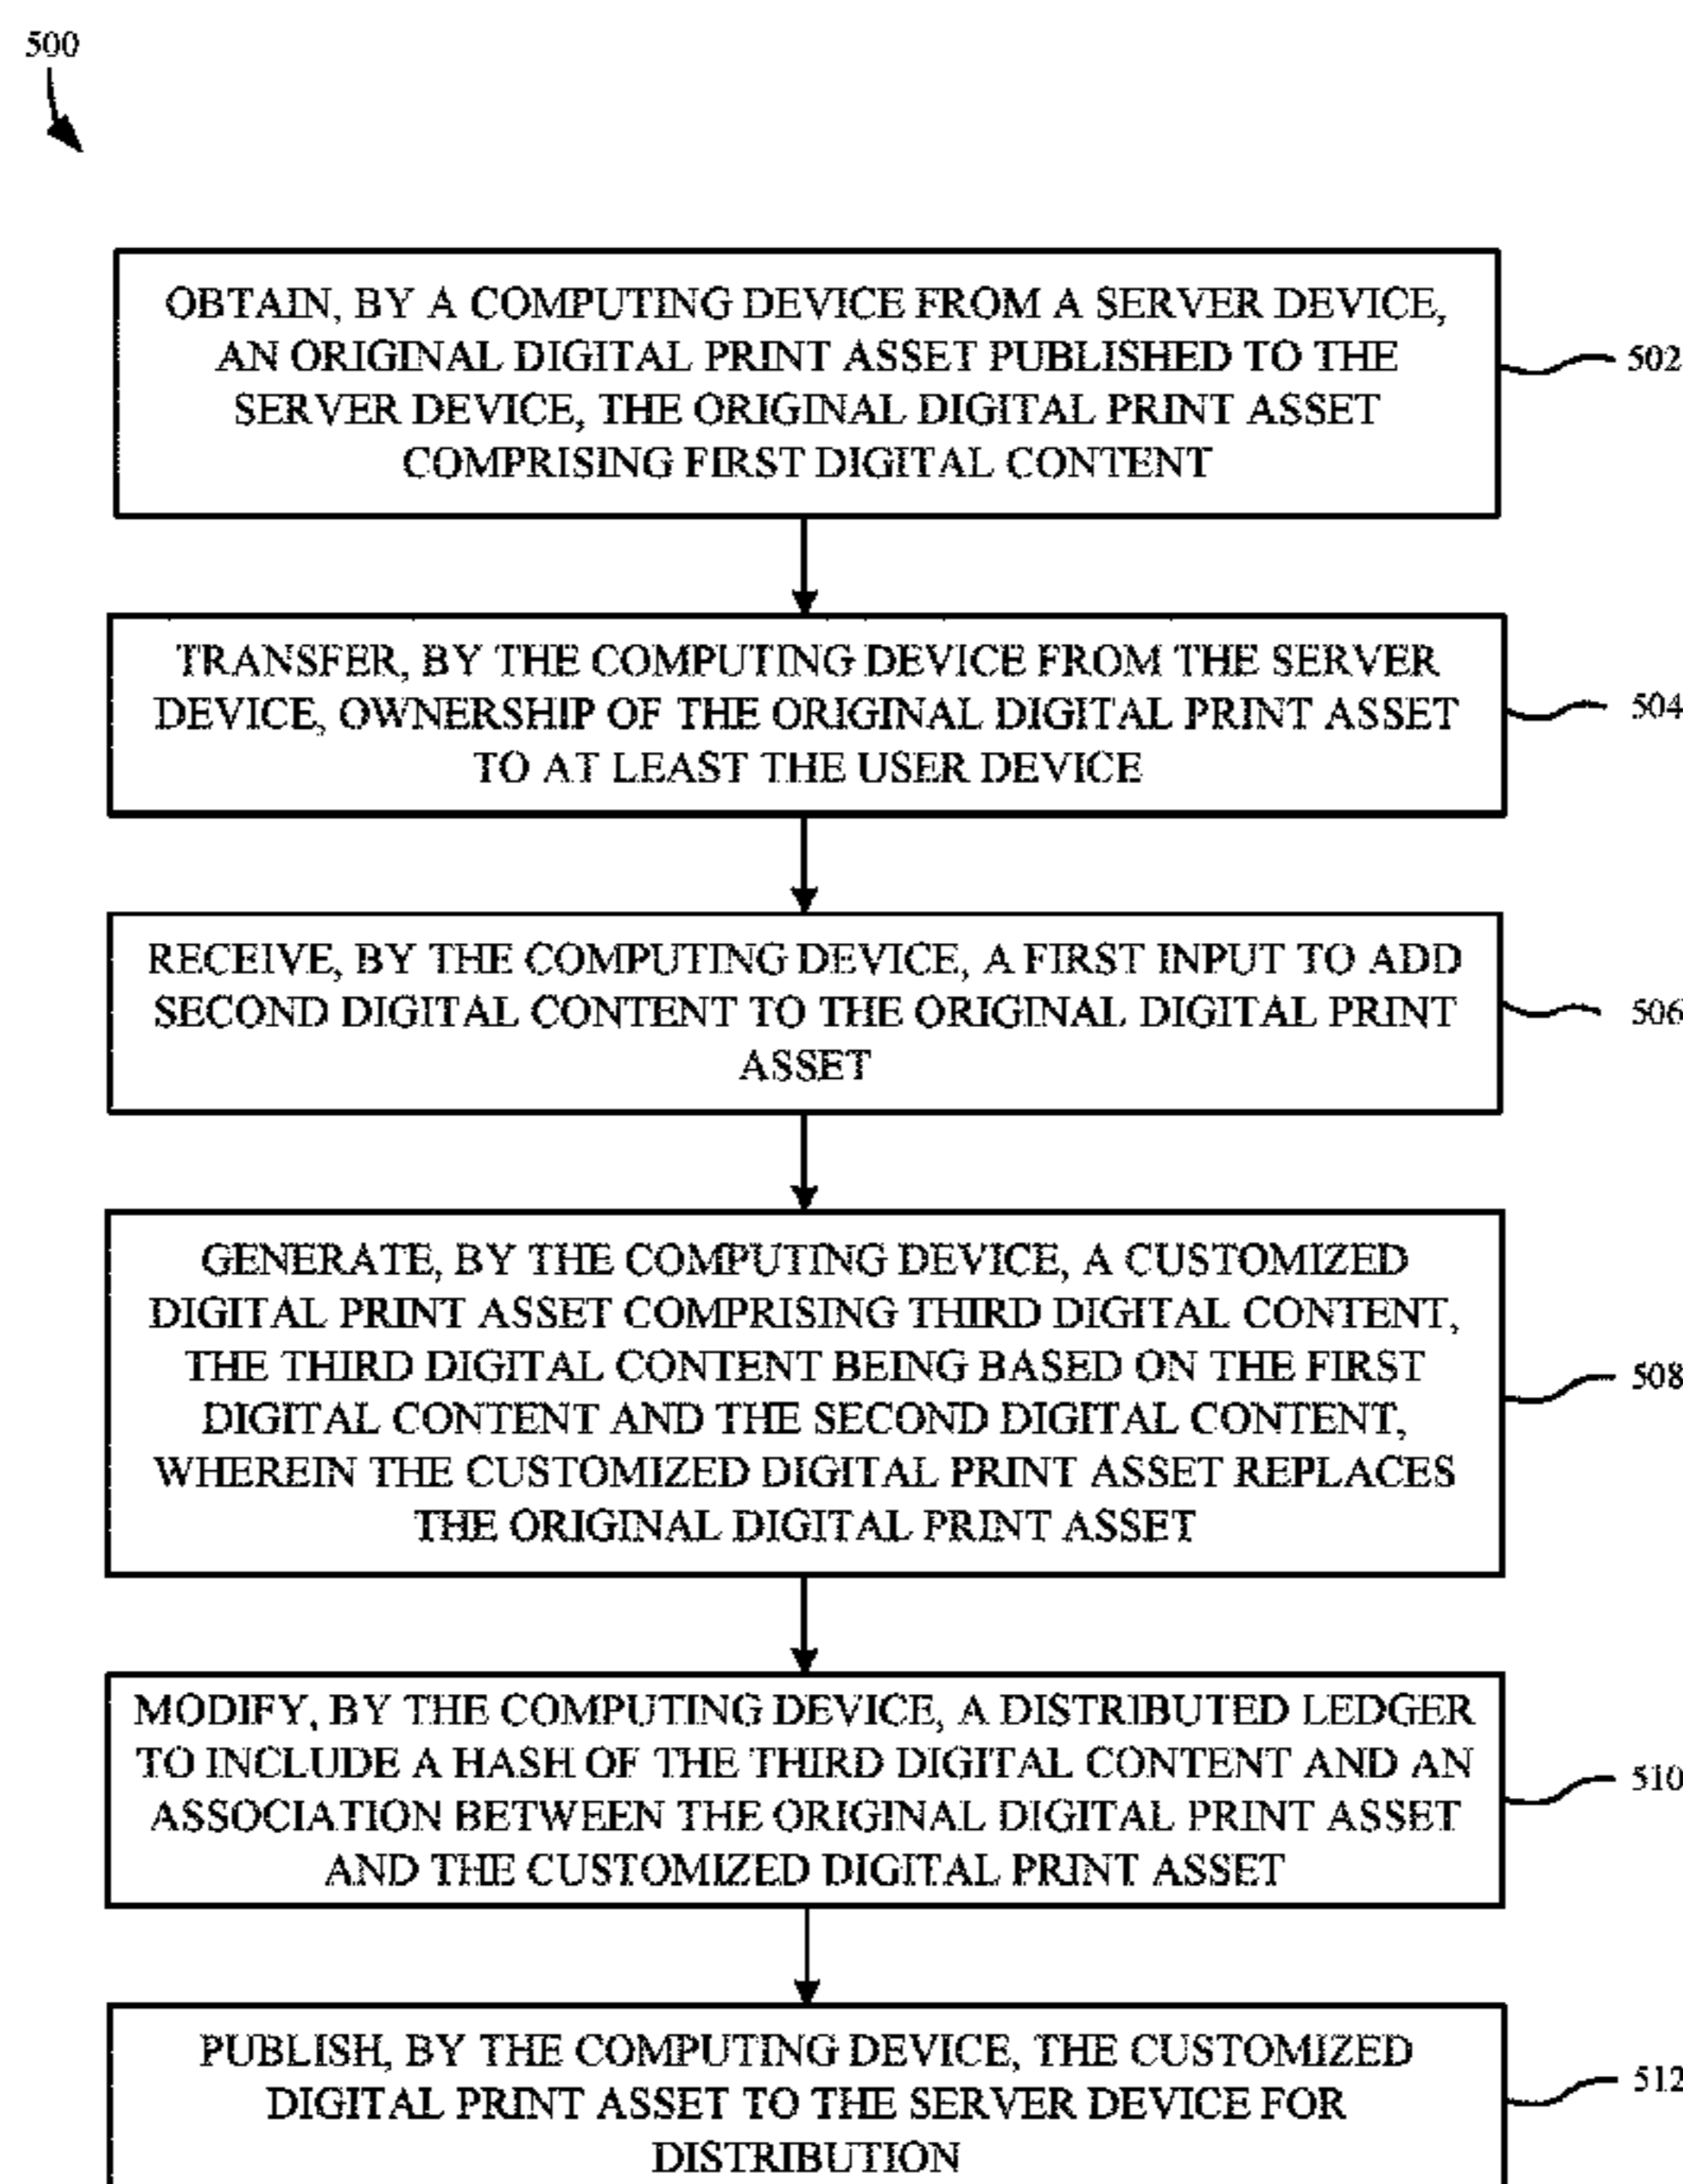 500
OBTAIN, BY A COMPUTING DEVICE FROM A SERVER DEVICE,
AN ORIGINAL DIGITAL PRINT ASSET PUBLISHED TO THE
SERVER DEVICE, THE ORIGINAL DIGITAL PRINT ASSET
COMPRISING FIRST DIGITAL CONTENT
502
TRANSFER, BY THE COMPUTING DEVICE FROM THE SERVER
DEVICE, OWNERSHIP OF THE ORIGINAL DIGITAL PRINT ASSET
TO AT LEAST THE USER DEVICE
504
RECEIVE, BY THE COMPUTING DEVICE, A FIRST INPUT TO ADD
SECOND DIGITAL CONTENT TO THE ORIGINAL DIGITAL PRINT
ASSET
506
GENERATE, BY THE COMPUTING DEVICE, A CUSTOMIZED
DIGITAL PRINT ASSET COMPRISING THIRD DIGITAL CONTENT,
THE THIRD DIGITAL CONTENT BEING BASED ON THE FIRST
DIGITAL CONTENT AND THE SECOND DIGITAL CONTENT,
WHEREIN THE CUSTOMIZED DIGITAL PRINT ASSET REPLACES
THE ORIGINAL DIGITAL PRINT ASSET
508
MODIFY, BY THE COMPUTING DEVICE, A DISTRIBUTED LEDGER
TO INCLUDE A HASH OF THE THIRD DIGITAL CONTENT AND AN
ASSOCIATION BETWEEN THE ORIGINAL DIGITAL PRINT ASSET
AND THE CUSTOMIZED DIGITAL PRINT ASSET
510
PUBLISH, BY THE COMPUTING DEVICE, THE CUSTOMIZED
DIGITAL PRINT ASSET TO THE SERVER DEVICE FOR
DISTRIBUTION
512